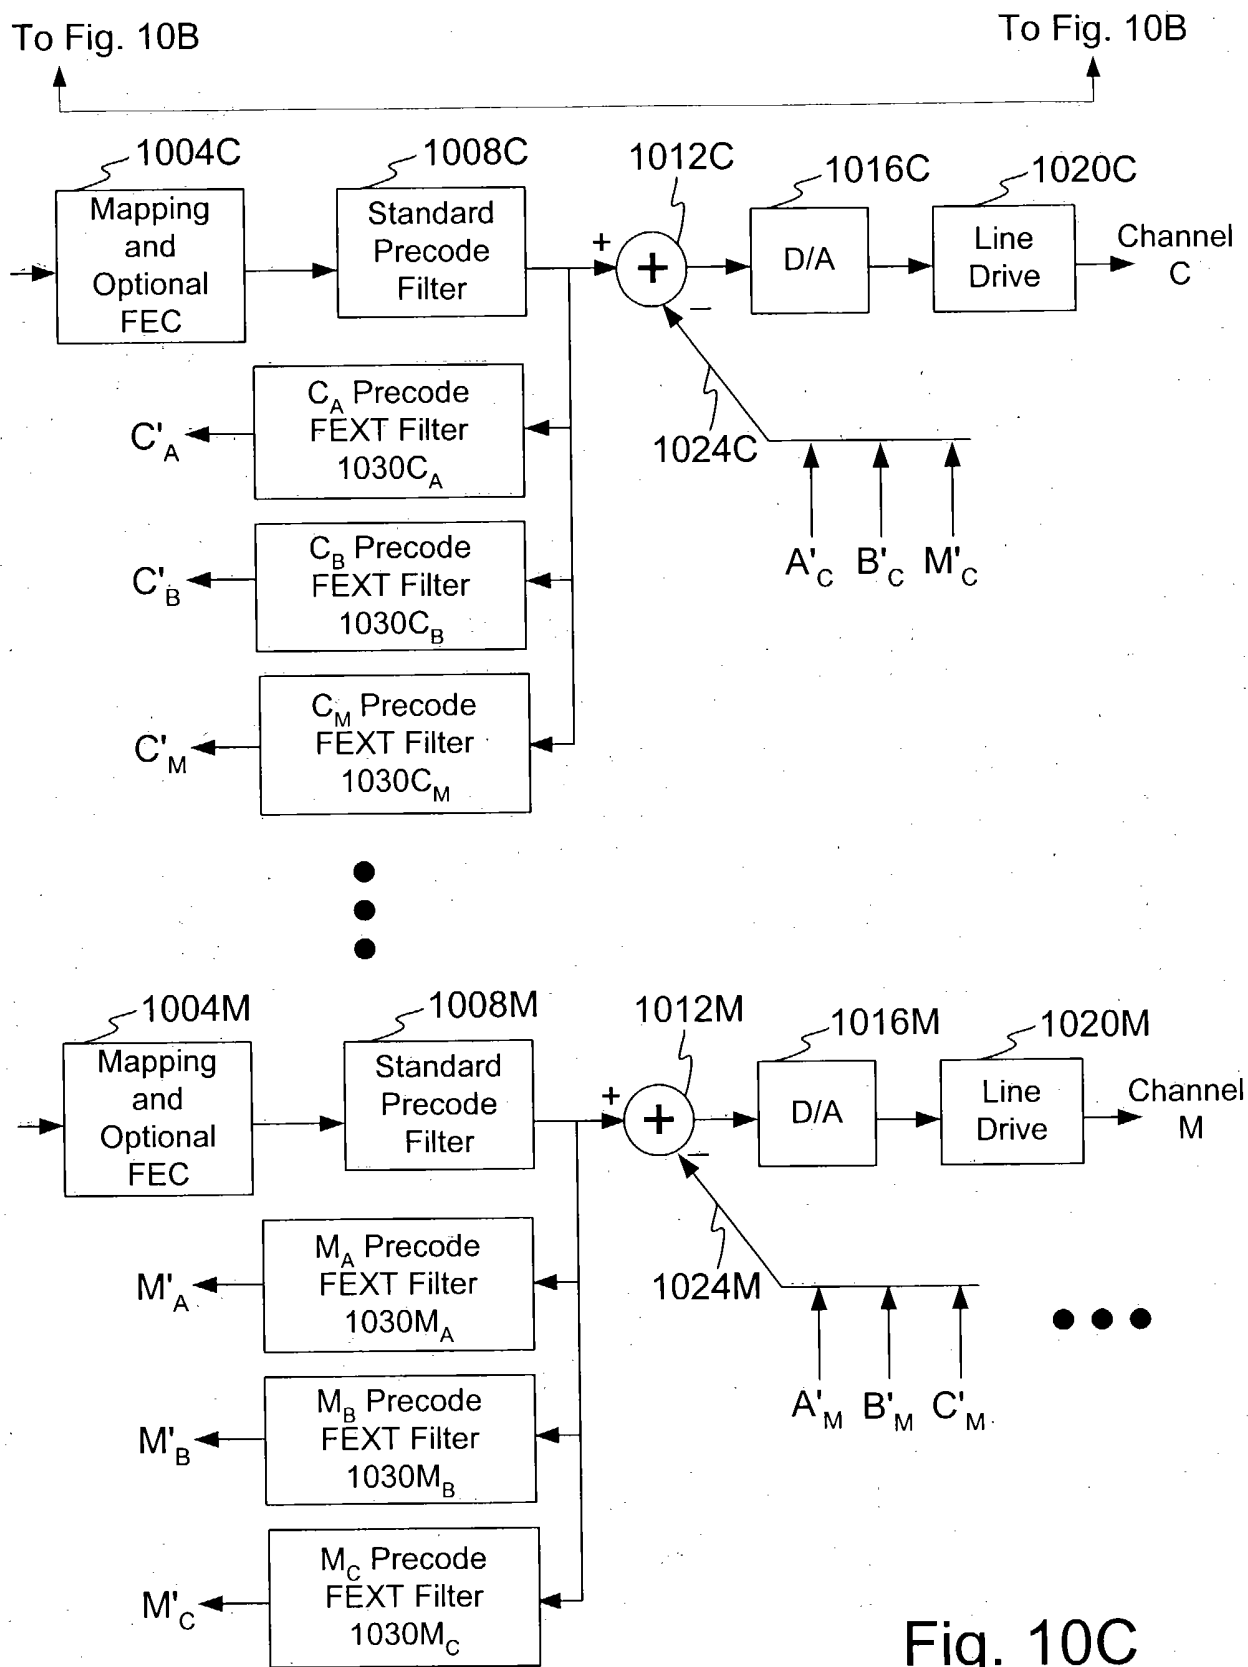 To Fig. 10B
To Fig. 10B
1004C
1008C
1012C
1016C
1020C
Mapping
and
Optional
FEC
Standard
Precode
Filter
+
+
–
D/A
Line
Drive
Channel
C
C'A
CA Precode
FEXT Filter
1030CA
1024C
A'C B'C M'C
C'B
CB Precode
FEXT Filter
1030CB
C'M
CM Precode
FEXT Filter
1030CM
1004M
1008M
1012M
1016M
1020M
Mapping
and
Optional
FEC
Standard
Precode
Filter
+
+
–
D/A
Line
Drive
Channel
M
M'A
MA Precode
FEXT Filter
1030MA
1024M
A'M B'M C'M
M'B
MB Precode
FEXT Filter
1030MB
M'C
MC Precode
FEXT Filter
1030MC
Fig. 10C